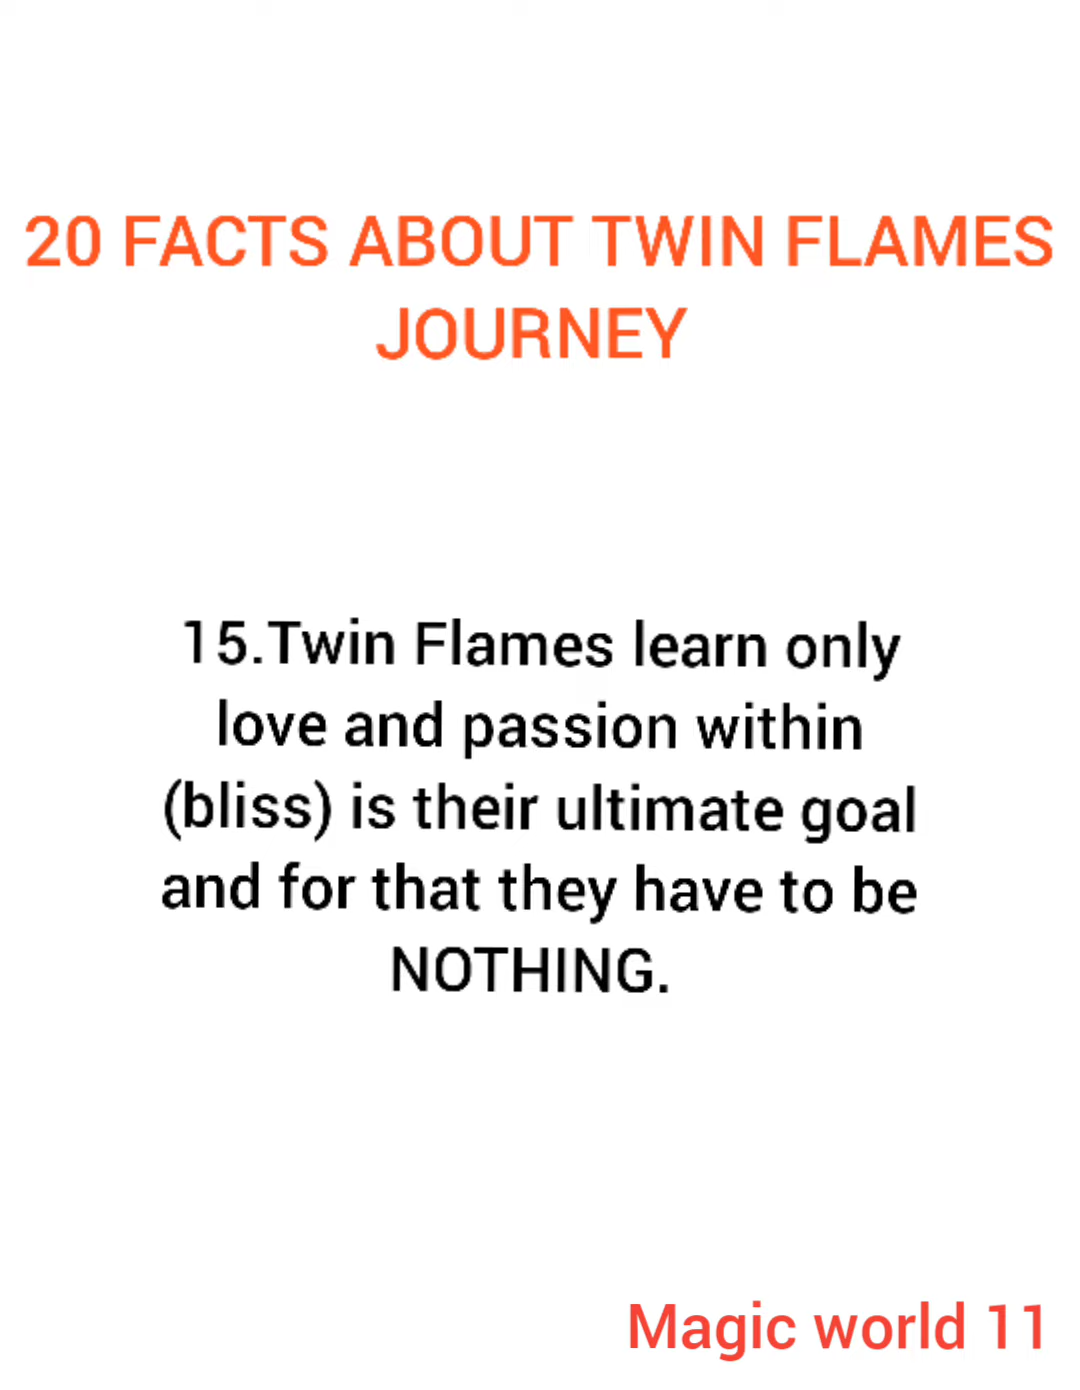 20 FACTS ABOUT TWIN FLAMES
JOURNEY
15.Twin Flames learn only
love and passion within
(bliss) is their ultimate goal
and for that they have to be
NOTHING.
Magic world 11